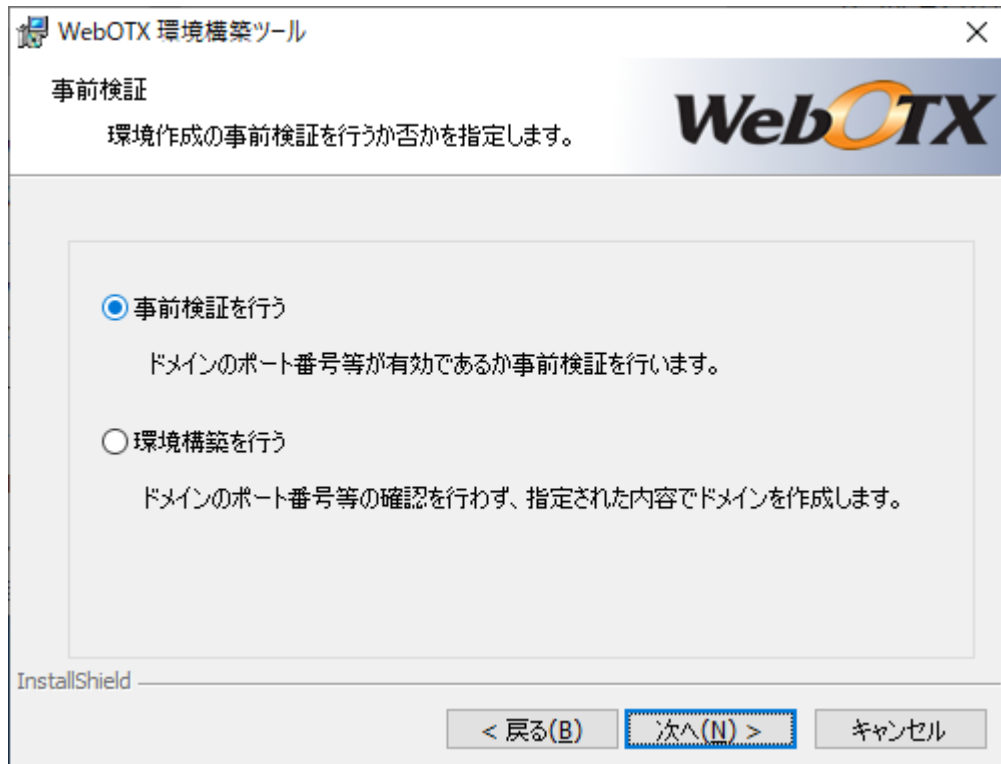 WebOTX 環境構築ツール
事前検証
環境作成の事前検証を行うか否かを指定します。
WebOTX
事前検証を行う
ドメインのポート番号等が有効であるか事前検証を行います。
環境構築を行う
ドメインのポート番号等の確認を行わず、指定された内容でドメインを作成します。
InstallShield
< 戻る(B)
次へ(N) >
キャンセル